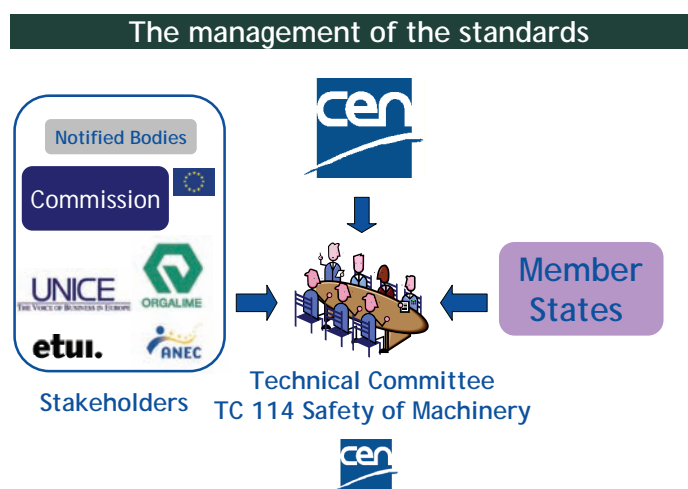 The management of the standards
cen
Notified Bodies
Commission
UNICE
THE VOICE OF BUSINESS IN EUROPE
ORGALIME
etui.
ANEC
Stakeholders
Member
States
Technical Committee
TC 114 Safety of Machinery
cen